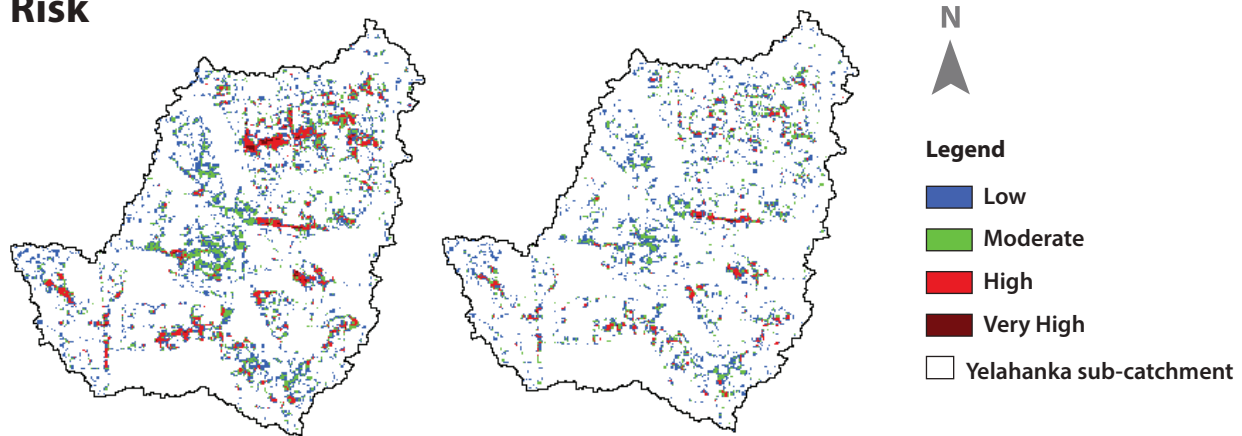 Risk
N
Legend
Low
Moderate
High
Very High
Yelahanka sub-catchment